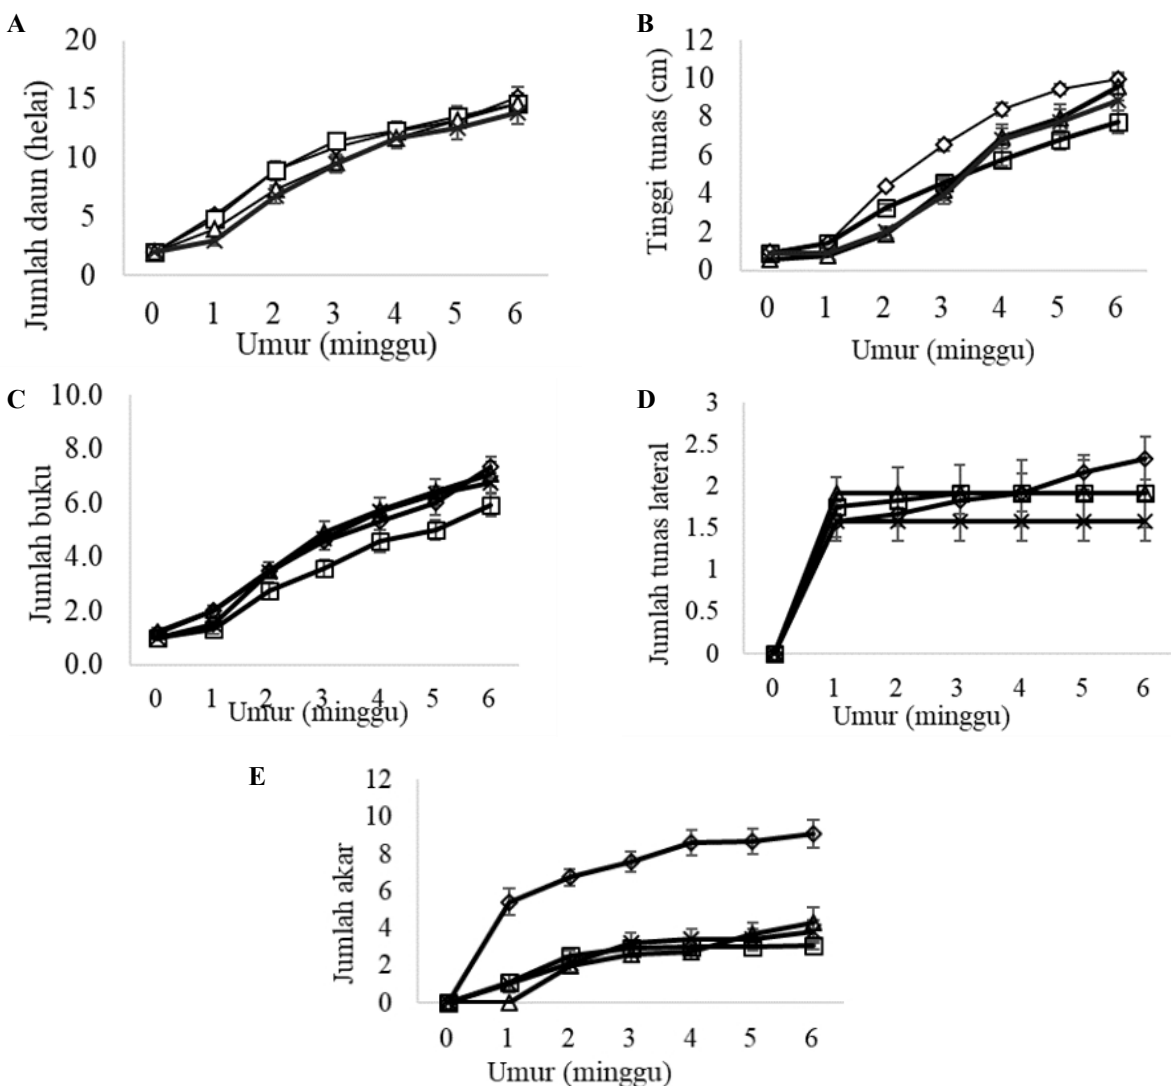 A
Jumlah daun (helai)
20
15
10
5
0
0 1 2 3 4 5 6
Umur (minggu)
B
Tinggi tunas (cm)
12
10
8
6
4
2
0
0 1 2 3 4 5 6
Umur (minggu)
C
Jumlah buku
10.0
8.0
6.0
4.0
2.0
0.0
0 1 2 3 4 5 6
Umur (minggu)
D
Jumlah tunas lateral
3
2.5
2
1.5
1
0.5
0
0 1 2 3 4 5 6
Umur (minggu)
E
Jumlah akar
12
10
8
6
4
2
0
0 1 2 3 4 5 6
Umur (minggu)